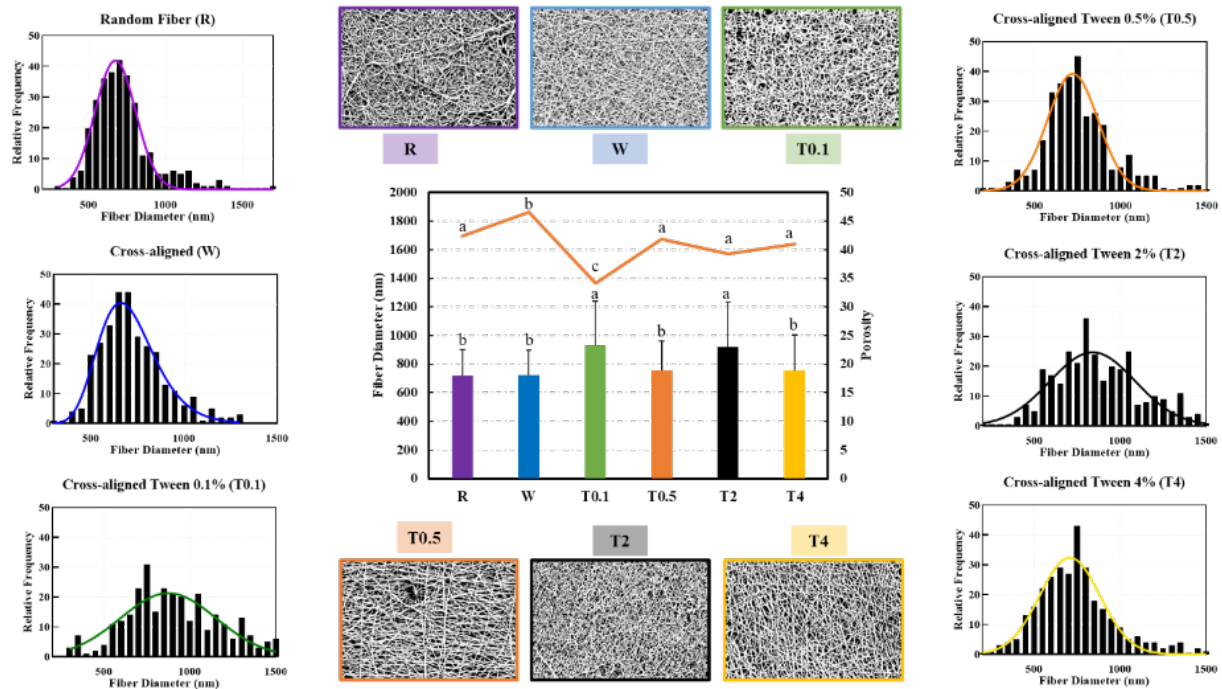 Random Fiber (R)
50
40
30
20
10
0
Relative Frequency
500
1000
1500
Fiber Diameter (nm)
Cross-aligned (W)
50
40
30
20
10
0
Relative Frequency
500
1000
1500
Fiber Diameter (nm)
Cross-aligned Tween 0.1% (T0.1)
50
40
30
20
10
0
Relative Frequency
500
1000
1500
Fiber Diameter (nm)
R
W
T0.1
2000
1800
1600
1400
1200
1000
800
600
400
200
0
Fiber Diameter (nm)
50
45
40
35
30
25
20
15
10
5
0
Porosity
a
b
c
a
a
a
b
b
a
b
a
b
R
W
T0.1
T0.5
T2
T4
T0.5
T2
T4
Cross-aligned Tween 0.5% (T0.5)
50
40
30
20
10
0
Relative Frequency
500
1000
1500
Fiber Diameter (nm)
Cross-aligned Tween 2% (T2)
50
40
30
20
10
0
Relative Frequency
500
1000
1500
Fiber Diameter (nm)
Cross-aligned Tween 4% (T4)
50
40
30
20
10
0
Relative Frequency
500
1000
1500
Fiber Diameter (nm)